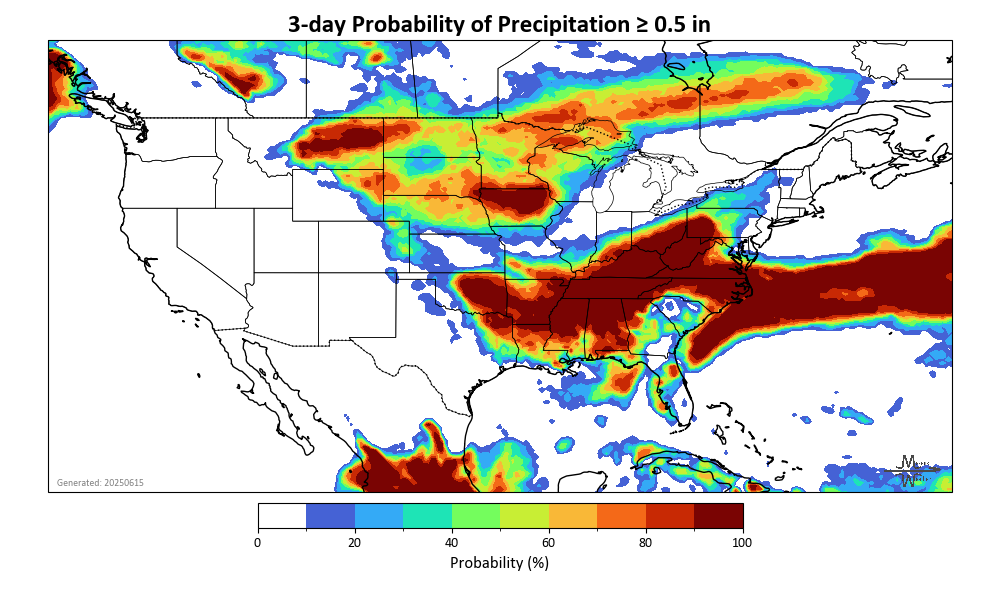 3-day Probability of Precipitation ≥ 0.5 in
Generated: 20250615
0 20 40 60 80 100
Probability (%)